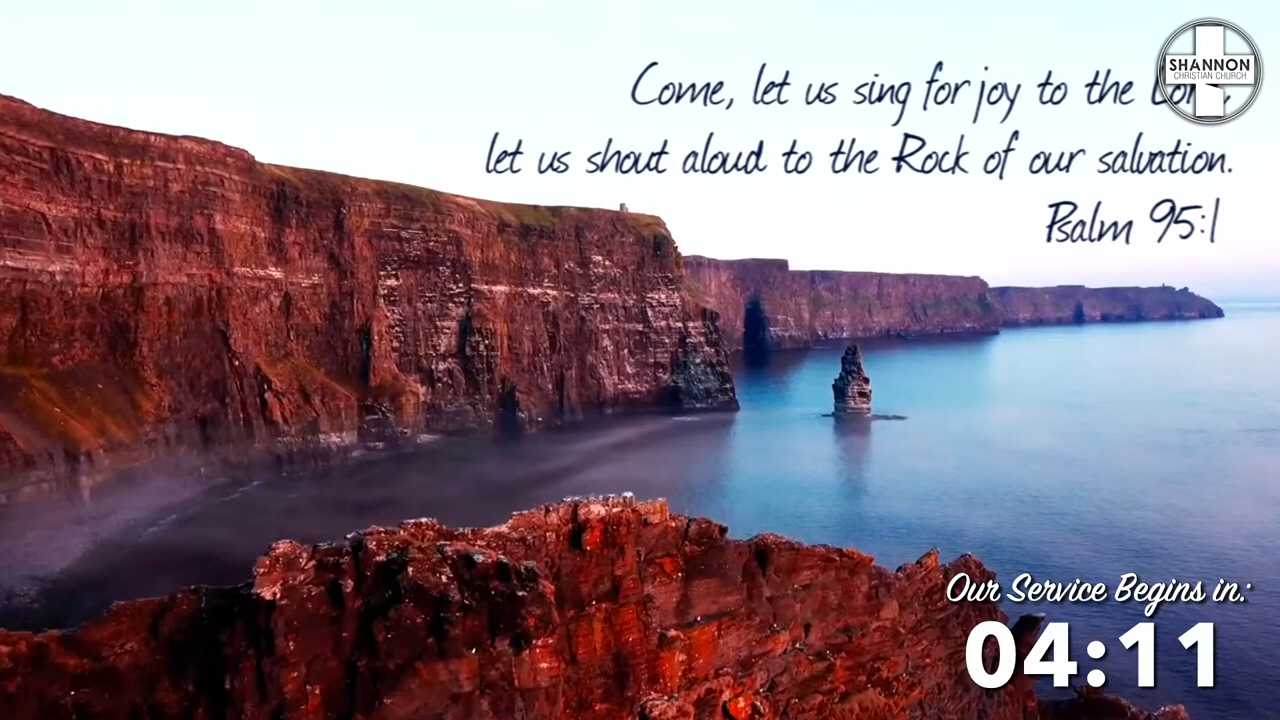 SHANNON
CHRISTIAN CHURCH
Come, let us sing for joy to the
let us shout aloud to the Rock of our salvation.
Psalm 95:1
Our Service Begins in:
04:11